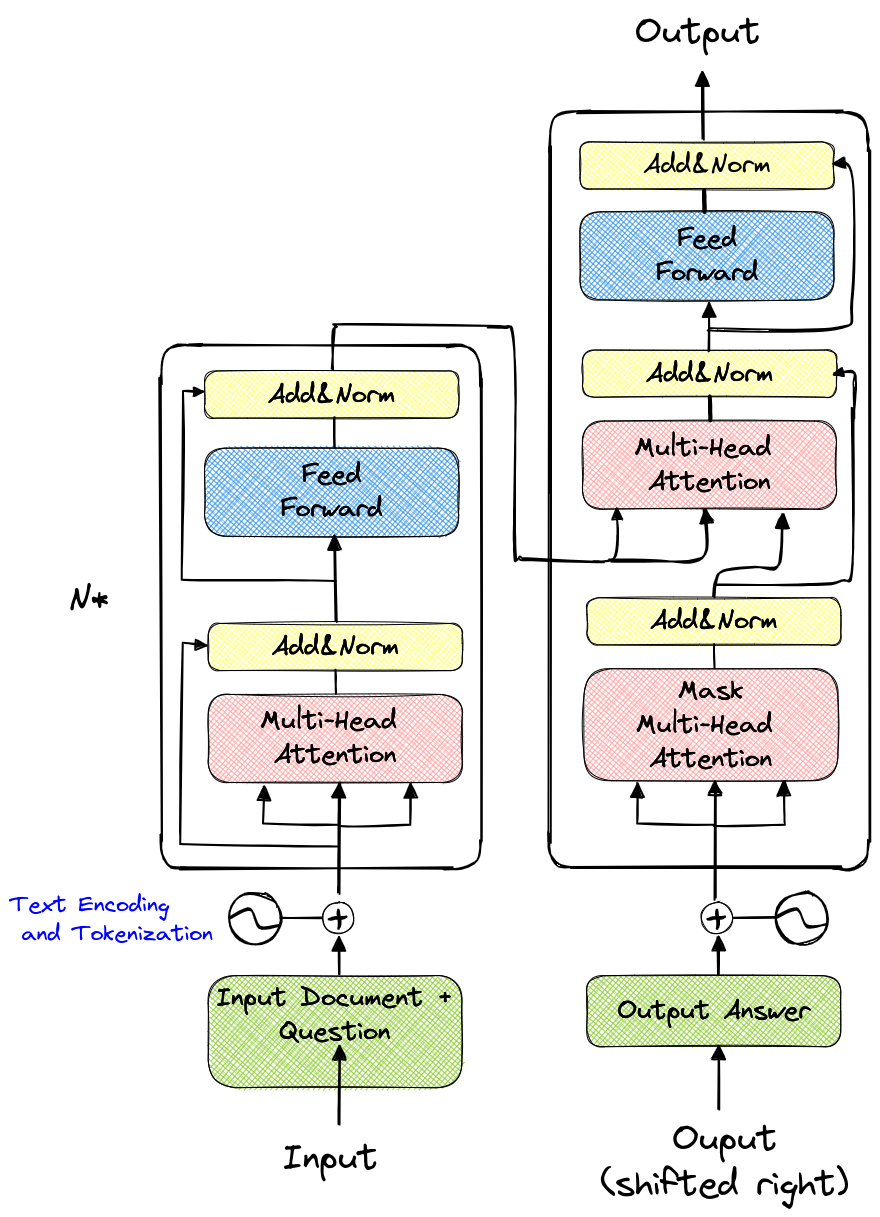 Output
Add&Norm
Feed
Forward
Add&Norm
Multi-Head
Attention
Add&Norm
Mask
Multi-Head
Attention
Add&Norm
Feed
Forward
N*
Add&Norm
Multi-Head
Attention
Text Encoding
and Tokenization
+
+
Input Document +
Question
Output Answer
Input
Ouput
(shifted right)